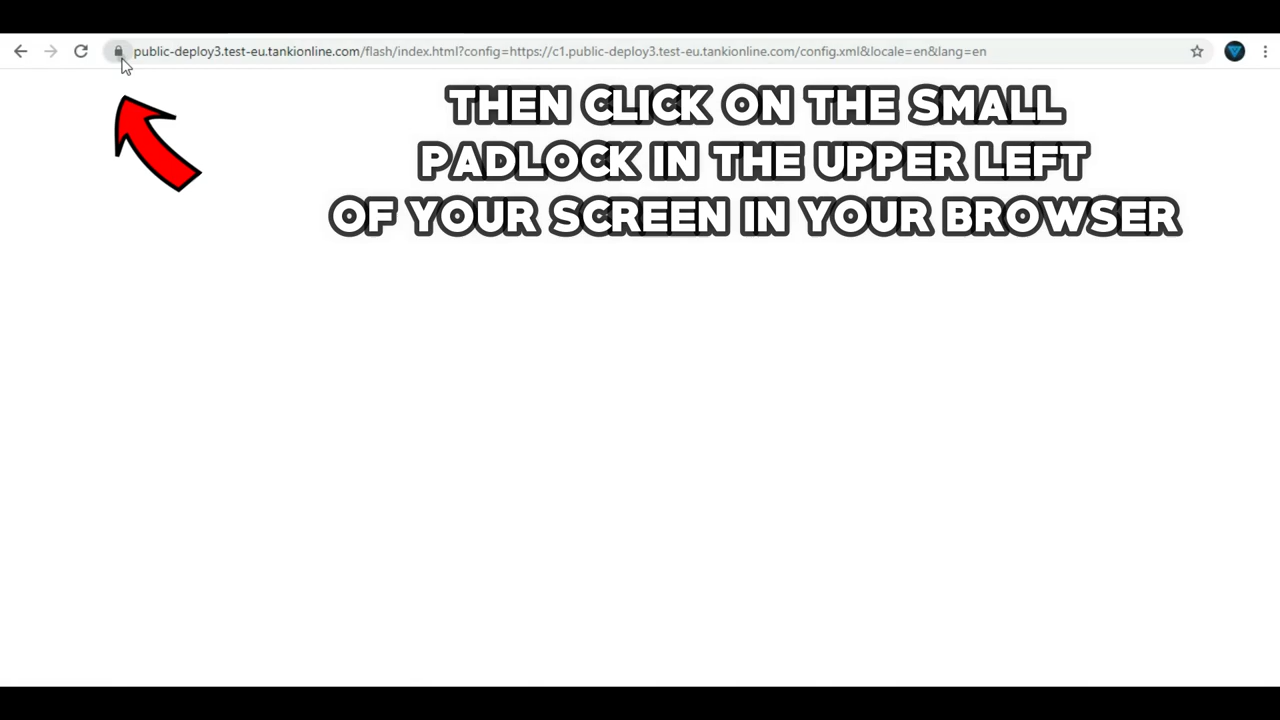 public-deploy3.test-eu.tankionline.com/flash/index.html?config=https://c1.public-deploy3.test-eu.tankionline.com/config.xml&locale=en&lang=en
THEN CLICK ON THE SMALL
PADLOCK IN THE UPPER LEFT
OF YOUR SCREEN IN YOUR BROWSER